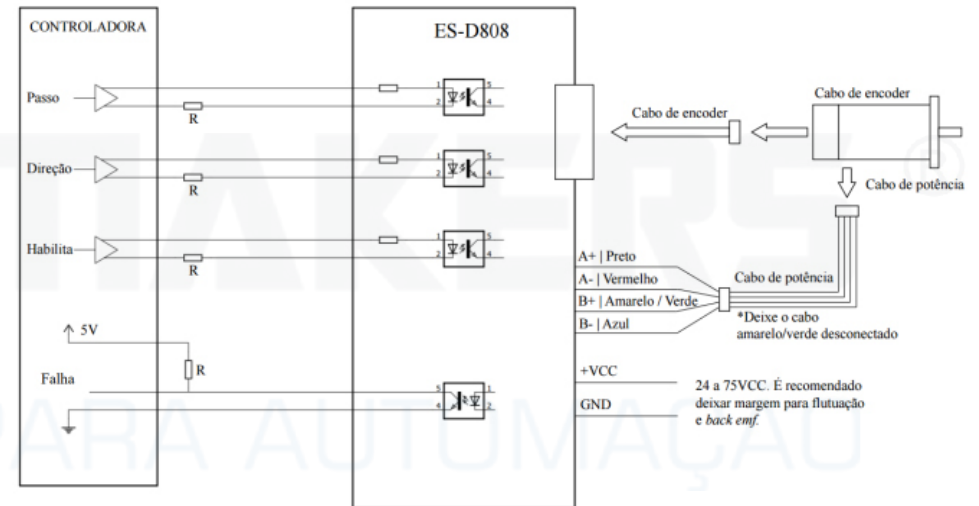 CONTROLADORA
ES-D808
Passo
R
1
2
5
4
Direção
R
1
2
5
4
Habilita
R
1
2
5
4
5V
R
Falha
5
4
1
2
Cabo de encoder
Cabo de encoder
Cabo de potência
A+ | Preto
A- | Vermelho
B+ | Amarelo / Verde
B- | Azul
Cabo de potência
*Deixe o cabo
amarelo/verde desconectado
+VCC
GND
24 a 75VCC. É recomendado
deixar margem para flutuação
e back emf.
MAKERS ®
PARA AUTOMAÇÃO